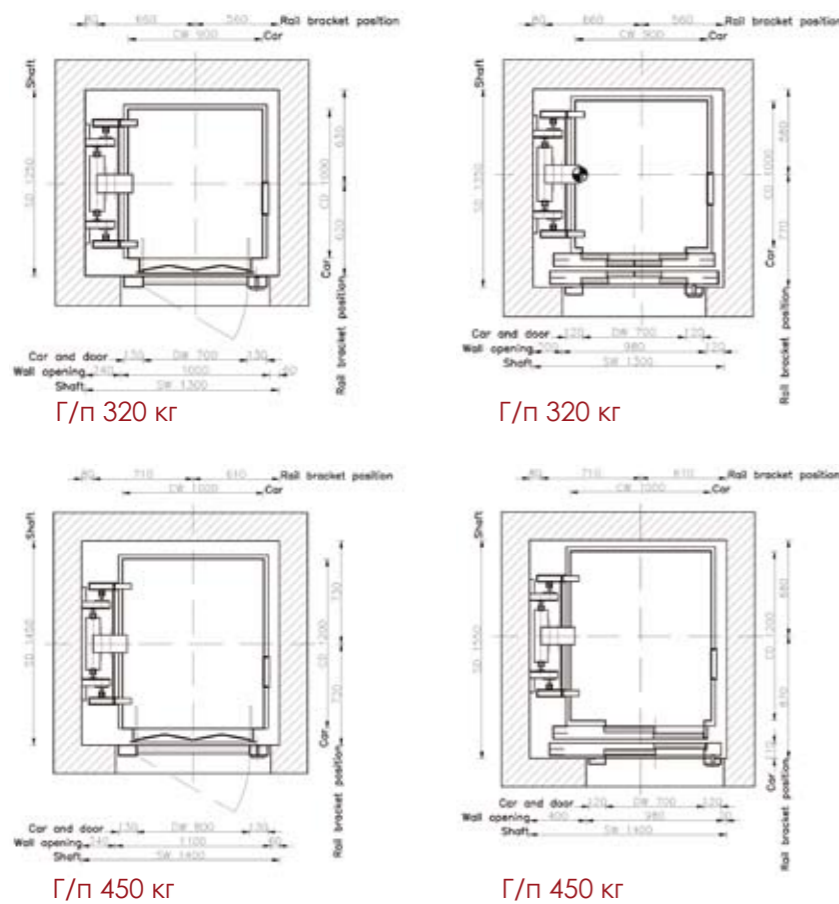 80 660 560 Rail bracket position
CW 900 Car
Shaft
SD 1250
630
620
CD 1000
Car
Rail bracket position
Car and door 130 DW 700 130
Wall opening 240 1000 60
Shaft SW 1300
Г/п 320 кг
80 660 560 Rail bracket position
CW 900 Car
Shaft
SD 1350
580
770
CD 1000
Car
Rail bracket position
Car and door 120 DW 700 120
Wall opening 200 980 120
Shaft SW 1300
Г/п 320 кг
80 710 610 Rail bracket position
CW 1000 Car
Shaft
SD 1450
730
720
CD 1200
Car
Rail bracket position
Car and door 130 DW 800 130
Wall opening 240 1100 60
Shaft SW 1400
Г/п 450 кг
80 710 610 Rail bracket position
CW 1000 Car
Shaft
SD 1550
680
870
CD 1200
110
Car
Rail bracket position
Car and door 120 DW 700 120
Wall opening 400 980
Shaft SW 1400
Г/п 450 кг